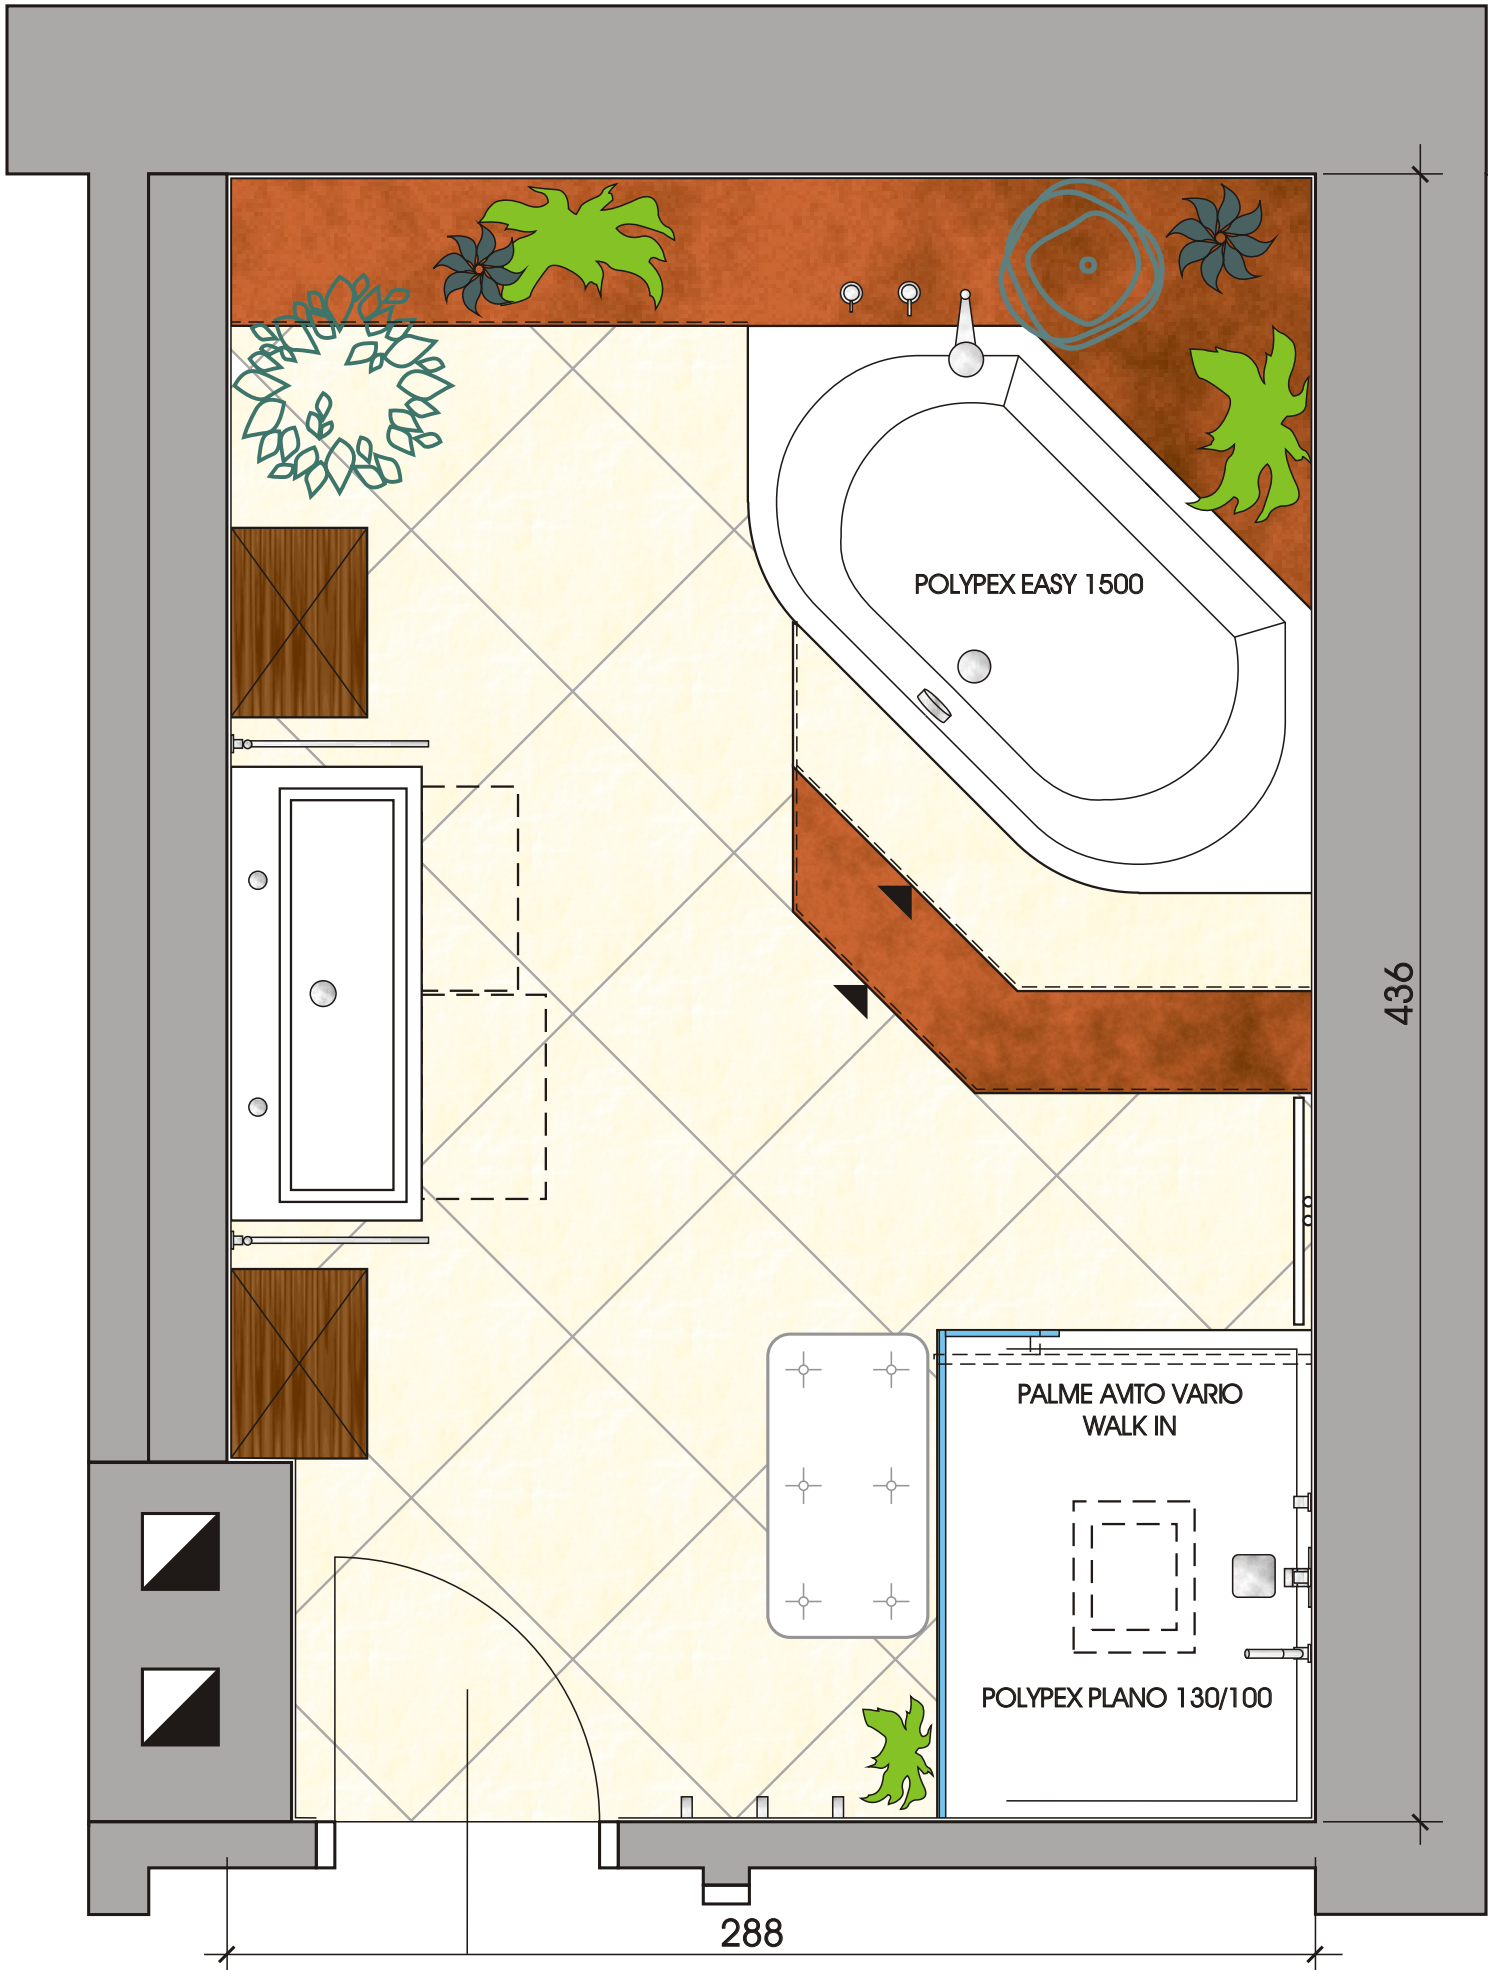 POLYPEX EASY 1500
436
PALME AVITO VARIO
WALK IN
POLYPEX PLANO 130/100
288